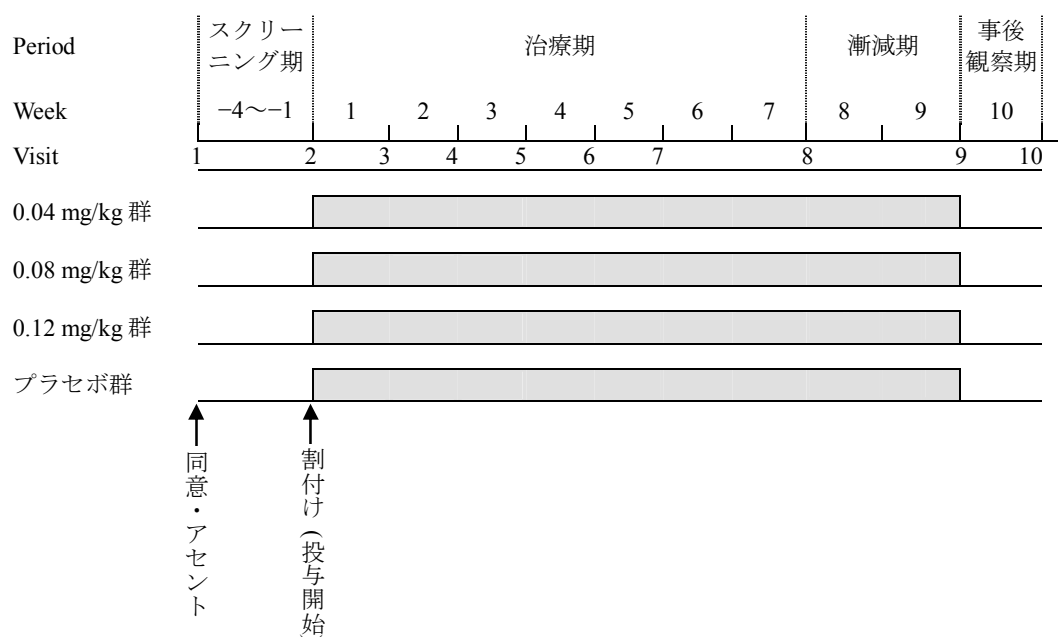 Period スクリーニング期 治療期 漸減期 事後観察期
Week −4～−1 1 2 3 4 5 6 7 8 9 10
Visit 1 2 3 4 5 6 7 8 9 10
0.04 mg/kg 群
0.08 mg/kg 群
0.12 mg/kg 群
プラセボ群
同意・アセント
割付け（投与開始）